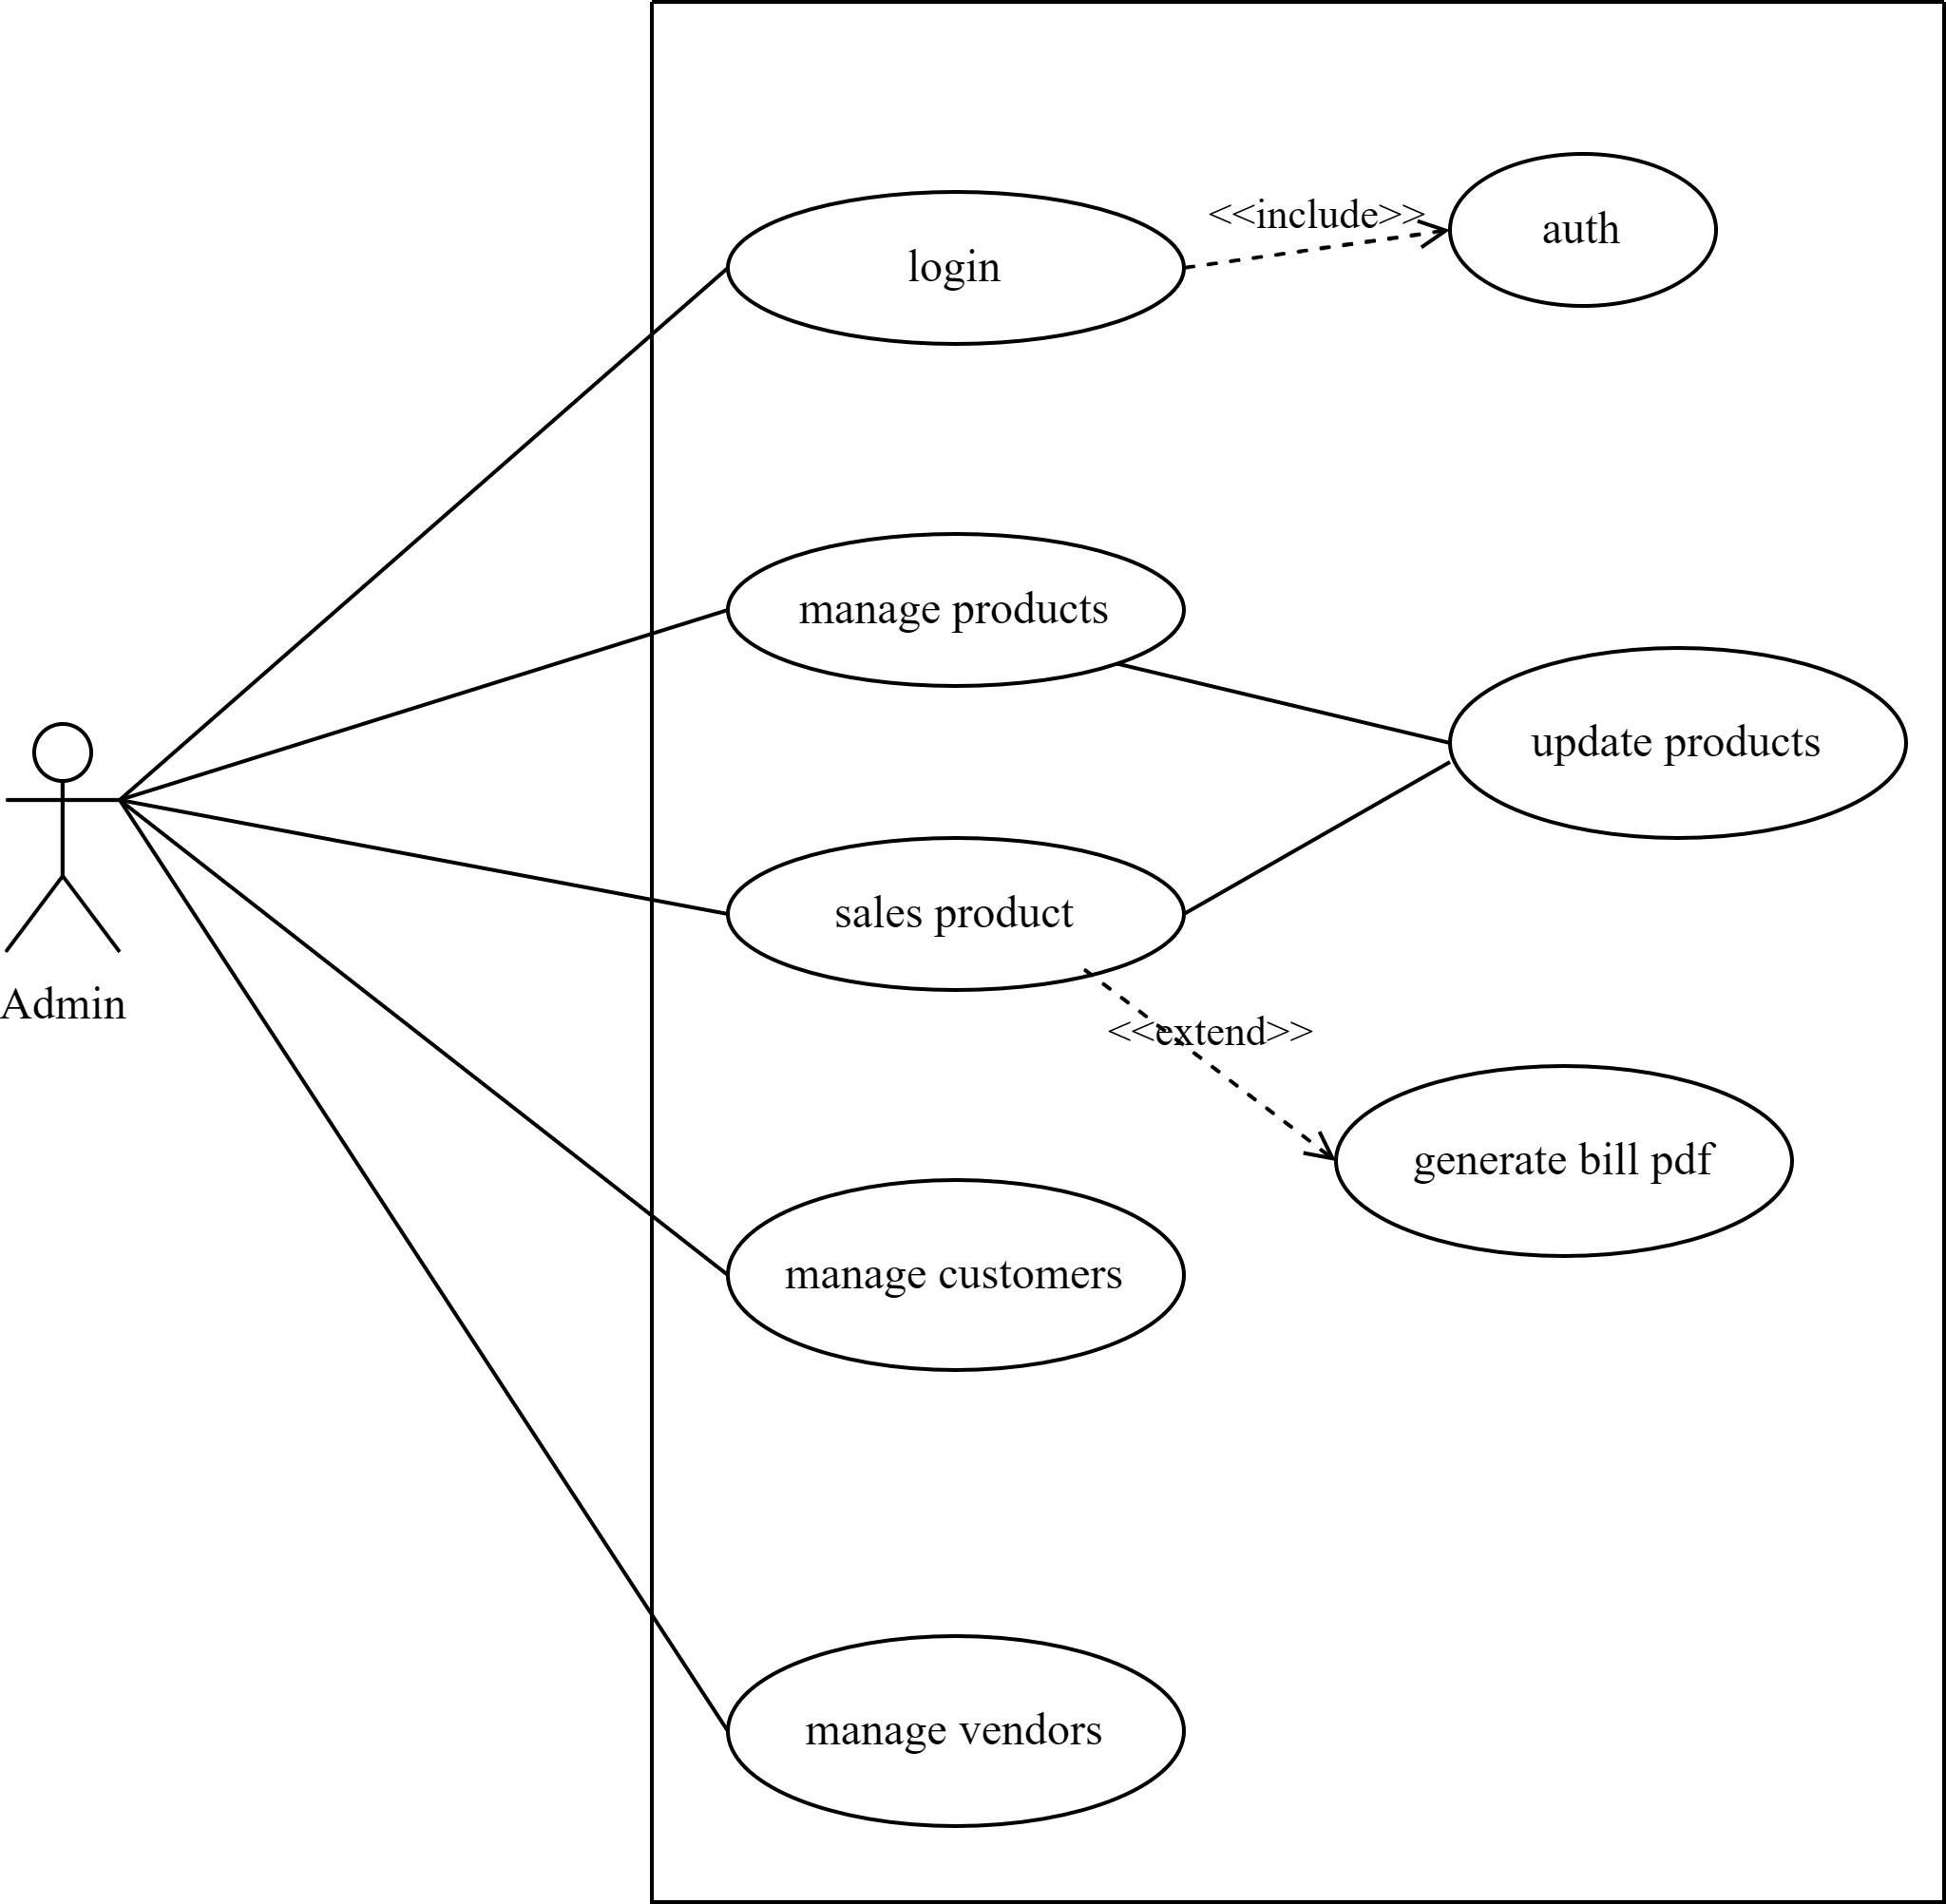 <<include>>
auth
login
manage products
update products
sales product
Admin
<<extend>>
generate bill pdf
manage customers
manage vendors